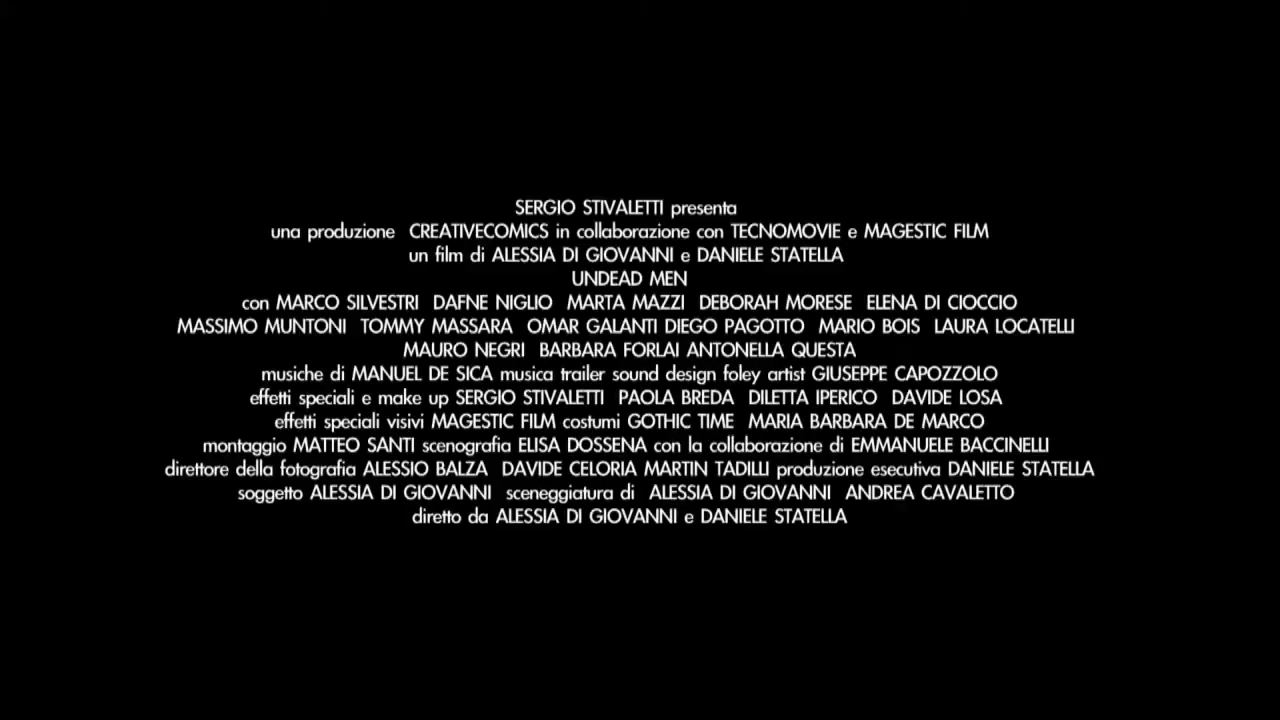 SERGIO STIVALETTI presenta
una produzione CREATIVECOMICS in collaborazione con TECNOMOVIE e MAGESTIC FILM
un film di ALESSIA DI GIOVANNI e DANIELE STATELLA
UNDEAD MEN
con MARCO SILVESTRI DAFNE NIGLIO MARTA MAZZI DEBORAH MORESE ELENA DI CIOCCIO
MASSIMO MUNTONI TOMMY MASSARA OMAR GALANTI DIEGO PAGOTTO MARIO BOIS LAURA LOCATELLI
MAURO NEGRI BARBARA FORLAI ANTONELLA QUESTA
musiche di MANUEL DE SICA musica trailer sound design foley artist GIUSEPPE CAPOZZOLO
effetti speciali e make up SERGIO STIVALETTI PAOLA BREDA DILETTA IPERICO DAVIDE LOSA
effetti speciali visivi MAGESTIC FILM costumi GOTHIC TIME MARIA BARBARA DE MARCO
montaggio MATTEO SANTI scenografia ELISA DOSSENA con la collaborazione di EMMANUELE BACCINELLI
direttore della fotografia ALESSIO BALZA DAVIDE CELORIA MARTIN TADILLI produzione esecutiva DANIELE STATELLA
soggetto ALESSIA DI GIOVANNI sceneggiatura di ALESSIA DI GIOVANNI ANDREA CAVALETTO
diretto da ALESSIA DI GIOVANNI e DANIELE STATELLA